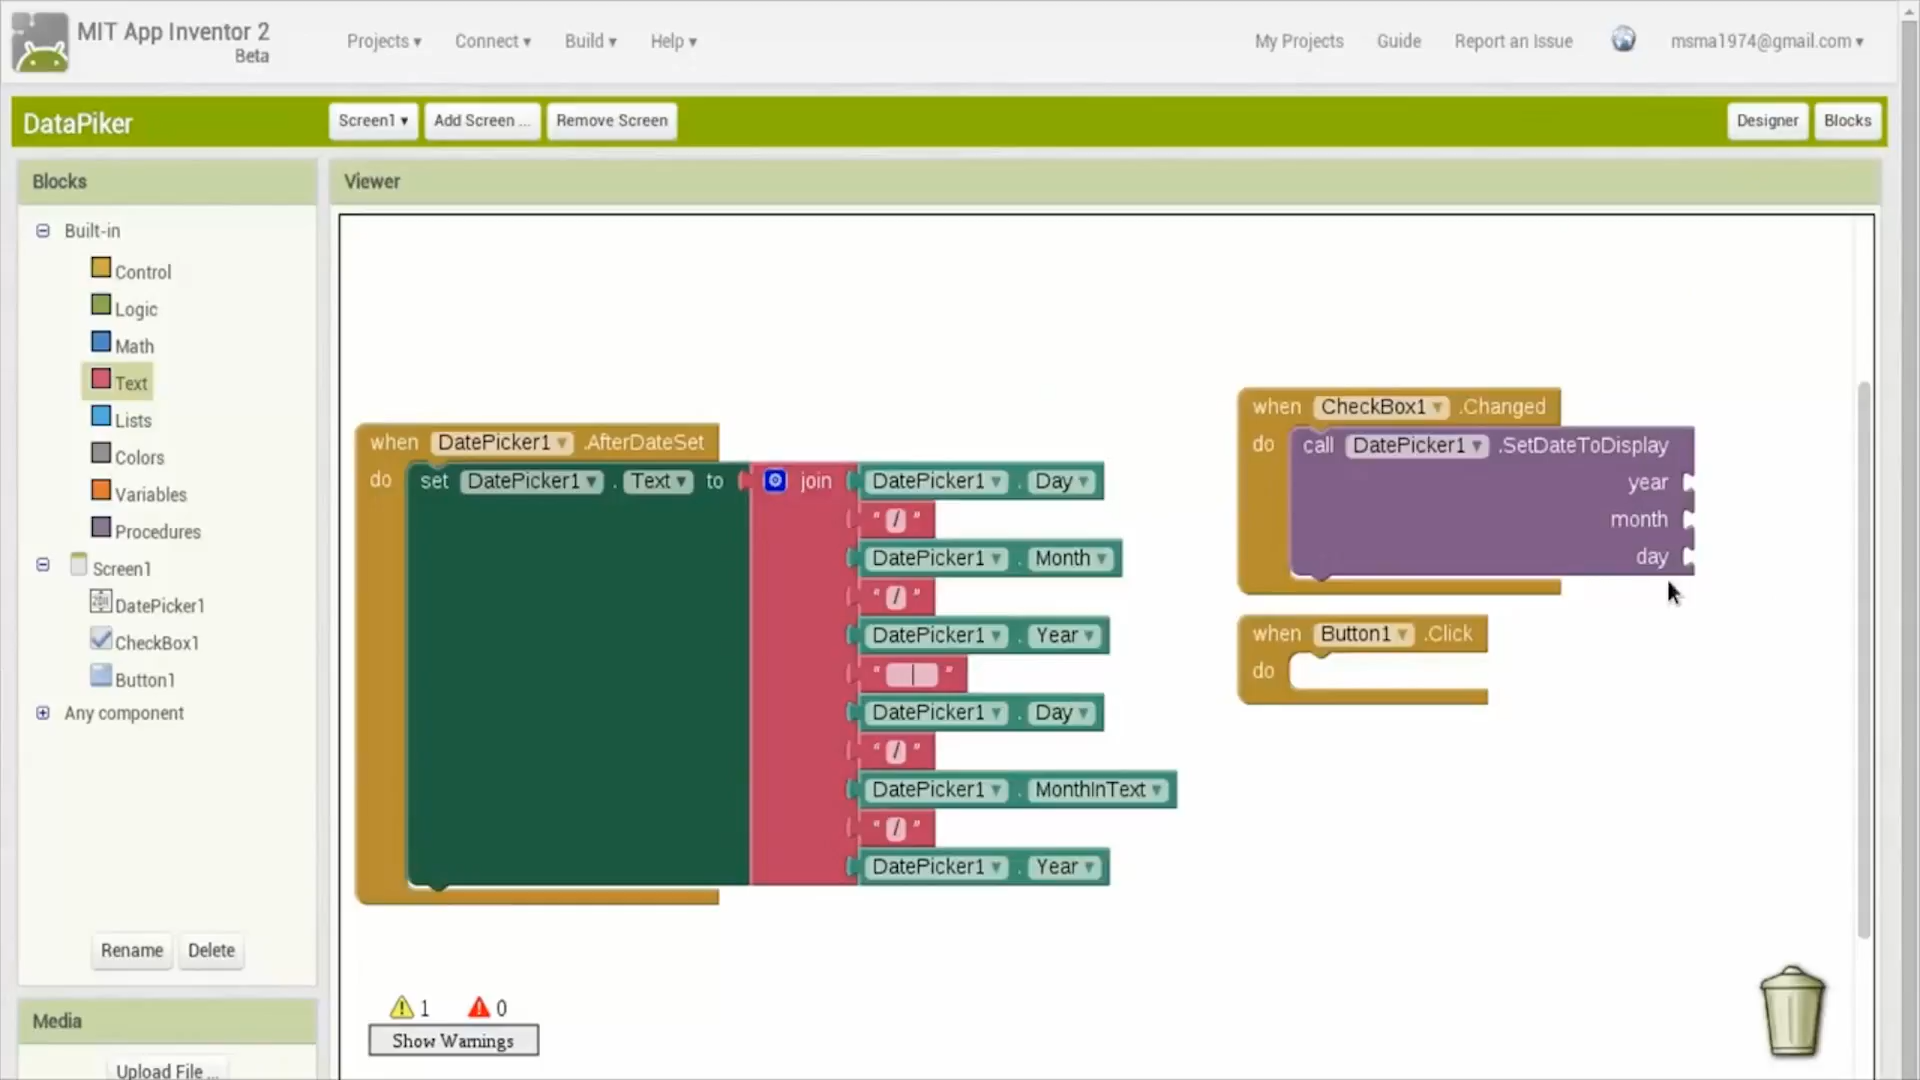 MIT App Inventor 2
Beta
Projects ▾ Connect ▾ Build ▾ Help ▾ My Projects Guide Report an Issue msma1974@gmail.com ▾
DataPiker Screen1 ▾ Add Screen ... Remove Screen Designer Blocks
Blocks
Built-in
Control
Logic
Math
Text
Lists
Colors
Variables
Procedures
Screen1
DatePicker1
CheckBox1
Button1
Any component
Rename Delete
Media
Upload File ...
Viewer
when DatePicker1 ▾ .AfterDateSet
do set DatePicker1 ▾ . Text ▾ to join DatePicker1 ▾ . Day ▾
" / "
DatePicker1 ▾ . Month ▾
" / "
DatePicker1 ▾ . Year ▾
" | "
DatePicker1 ▾ . Day ▾
" / "
DatePicker1 ▾ . MonthInText ▾
" / "
DatePicker1 ▾ . Year ▾
when CheckBox1 ▾ .Changed
do call DatePicker1 ▾ .SetDateToDisplay
year
month
day
when Button1 ▾ .Click
do
1 0
Show Warnings